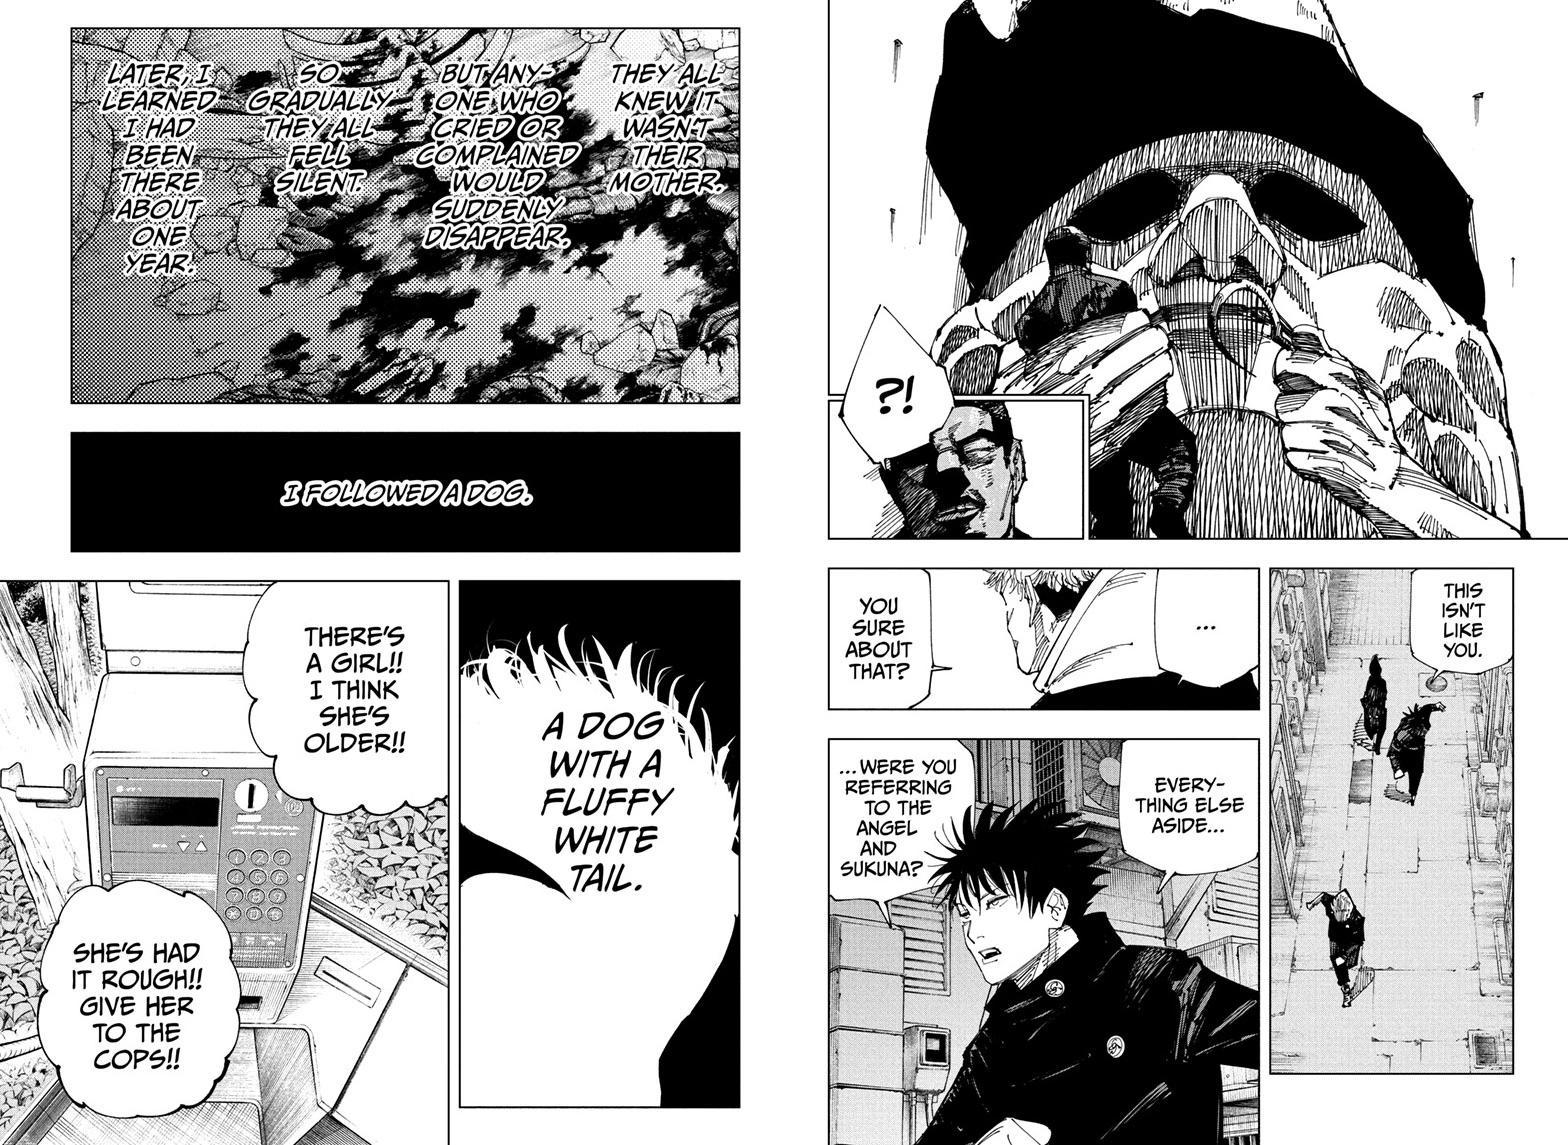 ?!
THIS
ISN'T
LIKE
YOU.
...
YOU
SURE
ABOUT
THAT?
EVERY-
THING ELSE
ASIDE...
...WERE YOU
REFERRING
TO THE
ANGEL
AND
SUKUNA?
THEY ALL
KNEW IT
WASN'T
THEIR
MOTHER.
BUT ANY-
ONE WHO
CRIED OR
COMPLAINED
WOULD
SUDDENLY
DISAPPEAR.
SO
GRADUALLY
THEY ALL
FELL
SILENT.
LATER, I
LEARNED
I HAD
BEEN
THERE
ABOUT
ONE
YEAR.
I FOLLOWED A DOG.
A DOG
WITH A
FLUFFY
WHITE
TAIL.
THERE'S
A GIRL!!
I THINK
SHE'S
OLDER!!
SHE'S HAD
IT ROUGH!!
GIVE HER
TO THE
COPS!!